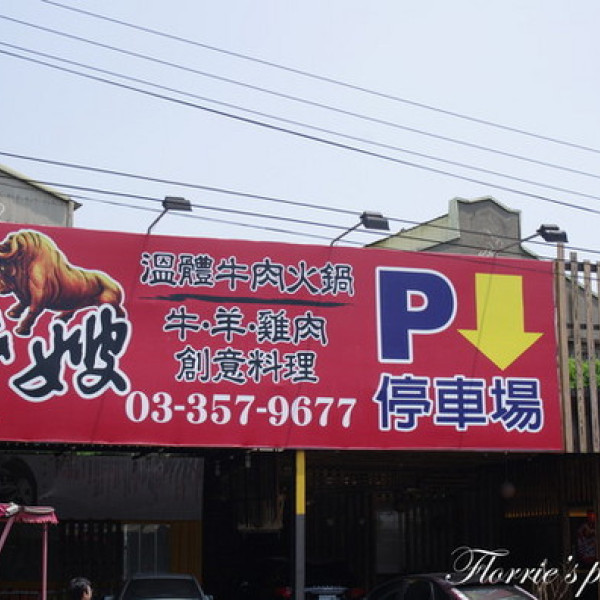 嫂
溫體牛肉火鍋
牛·羊·雞肉
創意料理
03-357-9677
P
停車場
Florrie's p